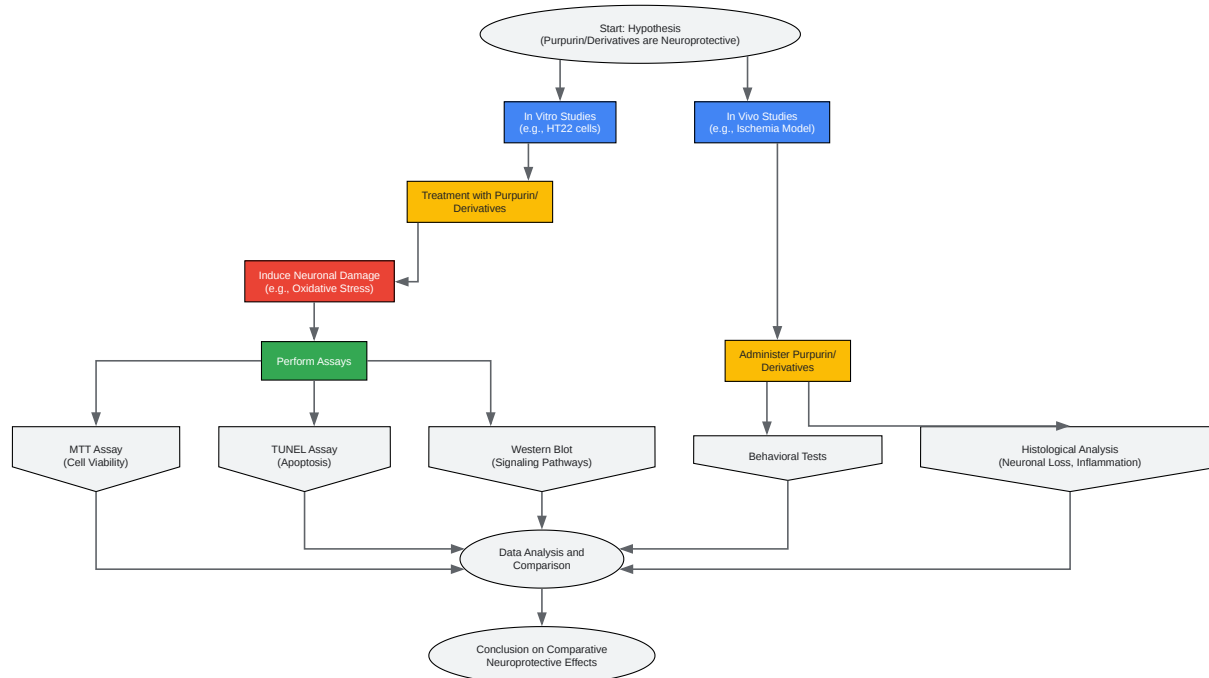 Start: Hypothesis
(Purpurin/Derivatives are Neuroprotective)
In Vitro Studies
(e.g., HT22 cells)
In Vivo Studies
(e.g., Ischemia Model)
Treatment with Purpurin/
Derivatives
Induce Neuronal Damage
(e.g., Oxidative Stress)
Perform Assays
Administer Purpurin/
Derivatives
MTT Assay
(Cell Viability)
TUNEL Assay
(Apoptosis)
Western Blot
(Signaling Pathways)
Behavioral Tests
Histological Analysis
(Neuronal Loss, Inflammation)
Data Analysis and
Comparison
Conclusion on Comparative
Neuroprotective Effects